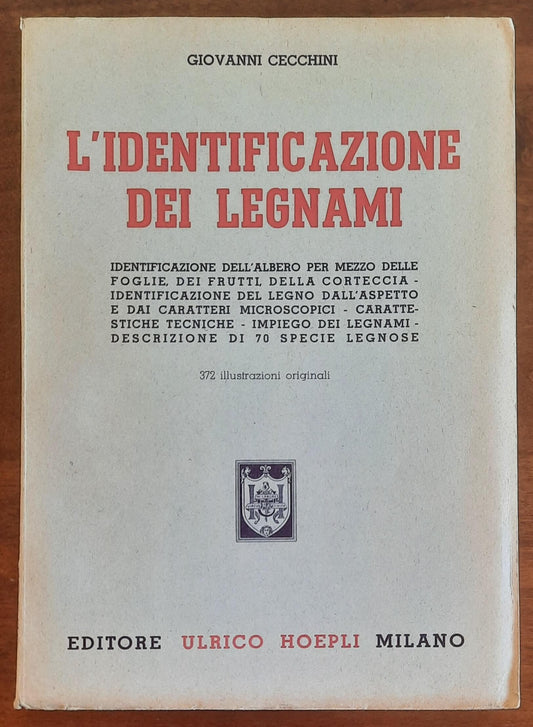 GIOVANNI CECCHINI
L'IDENTIFICAZIONE
DEI LEGNAMI
IDENTIFICAZIONE DELL'ALBERO PER MEZZO DELLE
FOGLIE, DEI FRUTTI, DELLA CORTECCIA -
IDENTIFICAZIONE DEL LEGNO DALL'ASPETTO
E DAI CARATTERI MICROSCOPICI - CARATTE-
STICHE TECNICHE - IMPIEGO DEI LEGNAMI -
DESCRIZIONE DI 70 SPECIE LEGNOSE
372 illustrazioni originali
EDITORE ULRICO HOEPLI MILANO